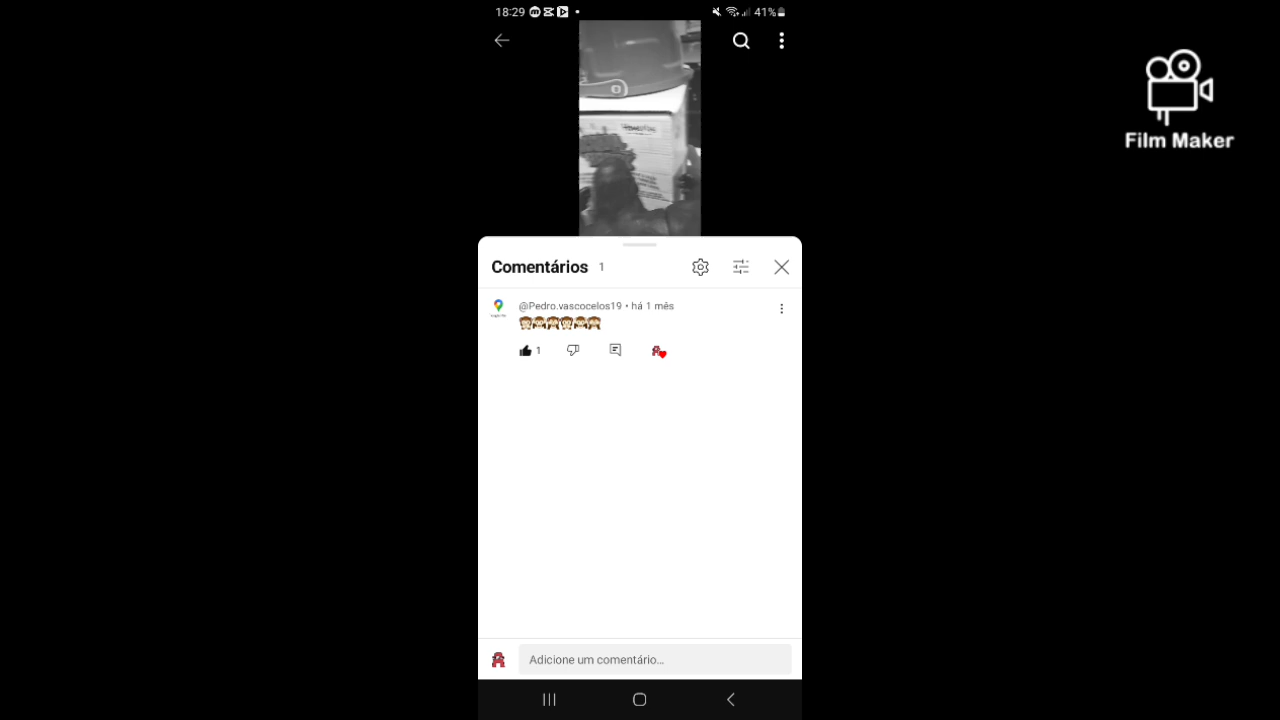 18:29
41%
Film Maker
Comentários 1
@Pedro.vascocelos19 • há 1 mês
🙊🙉🙈🙊🙉🙈
1
Adicione um comentário...